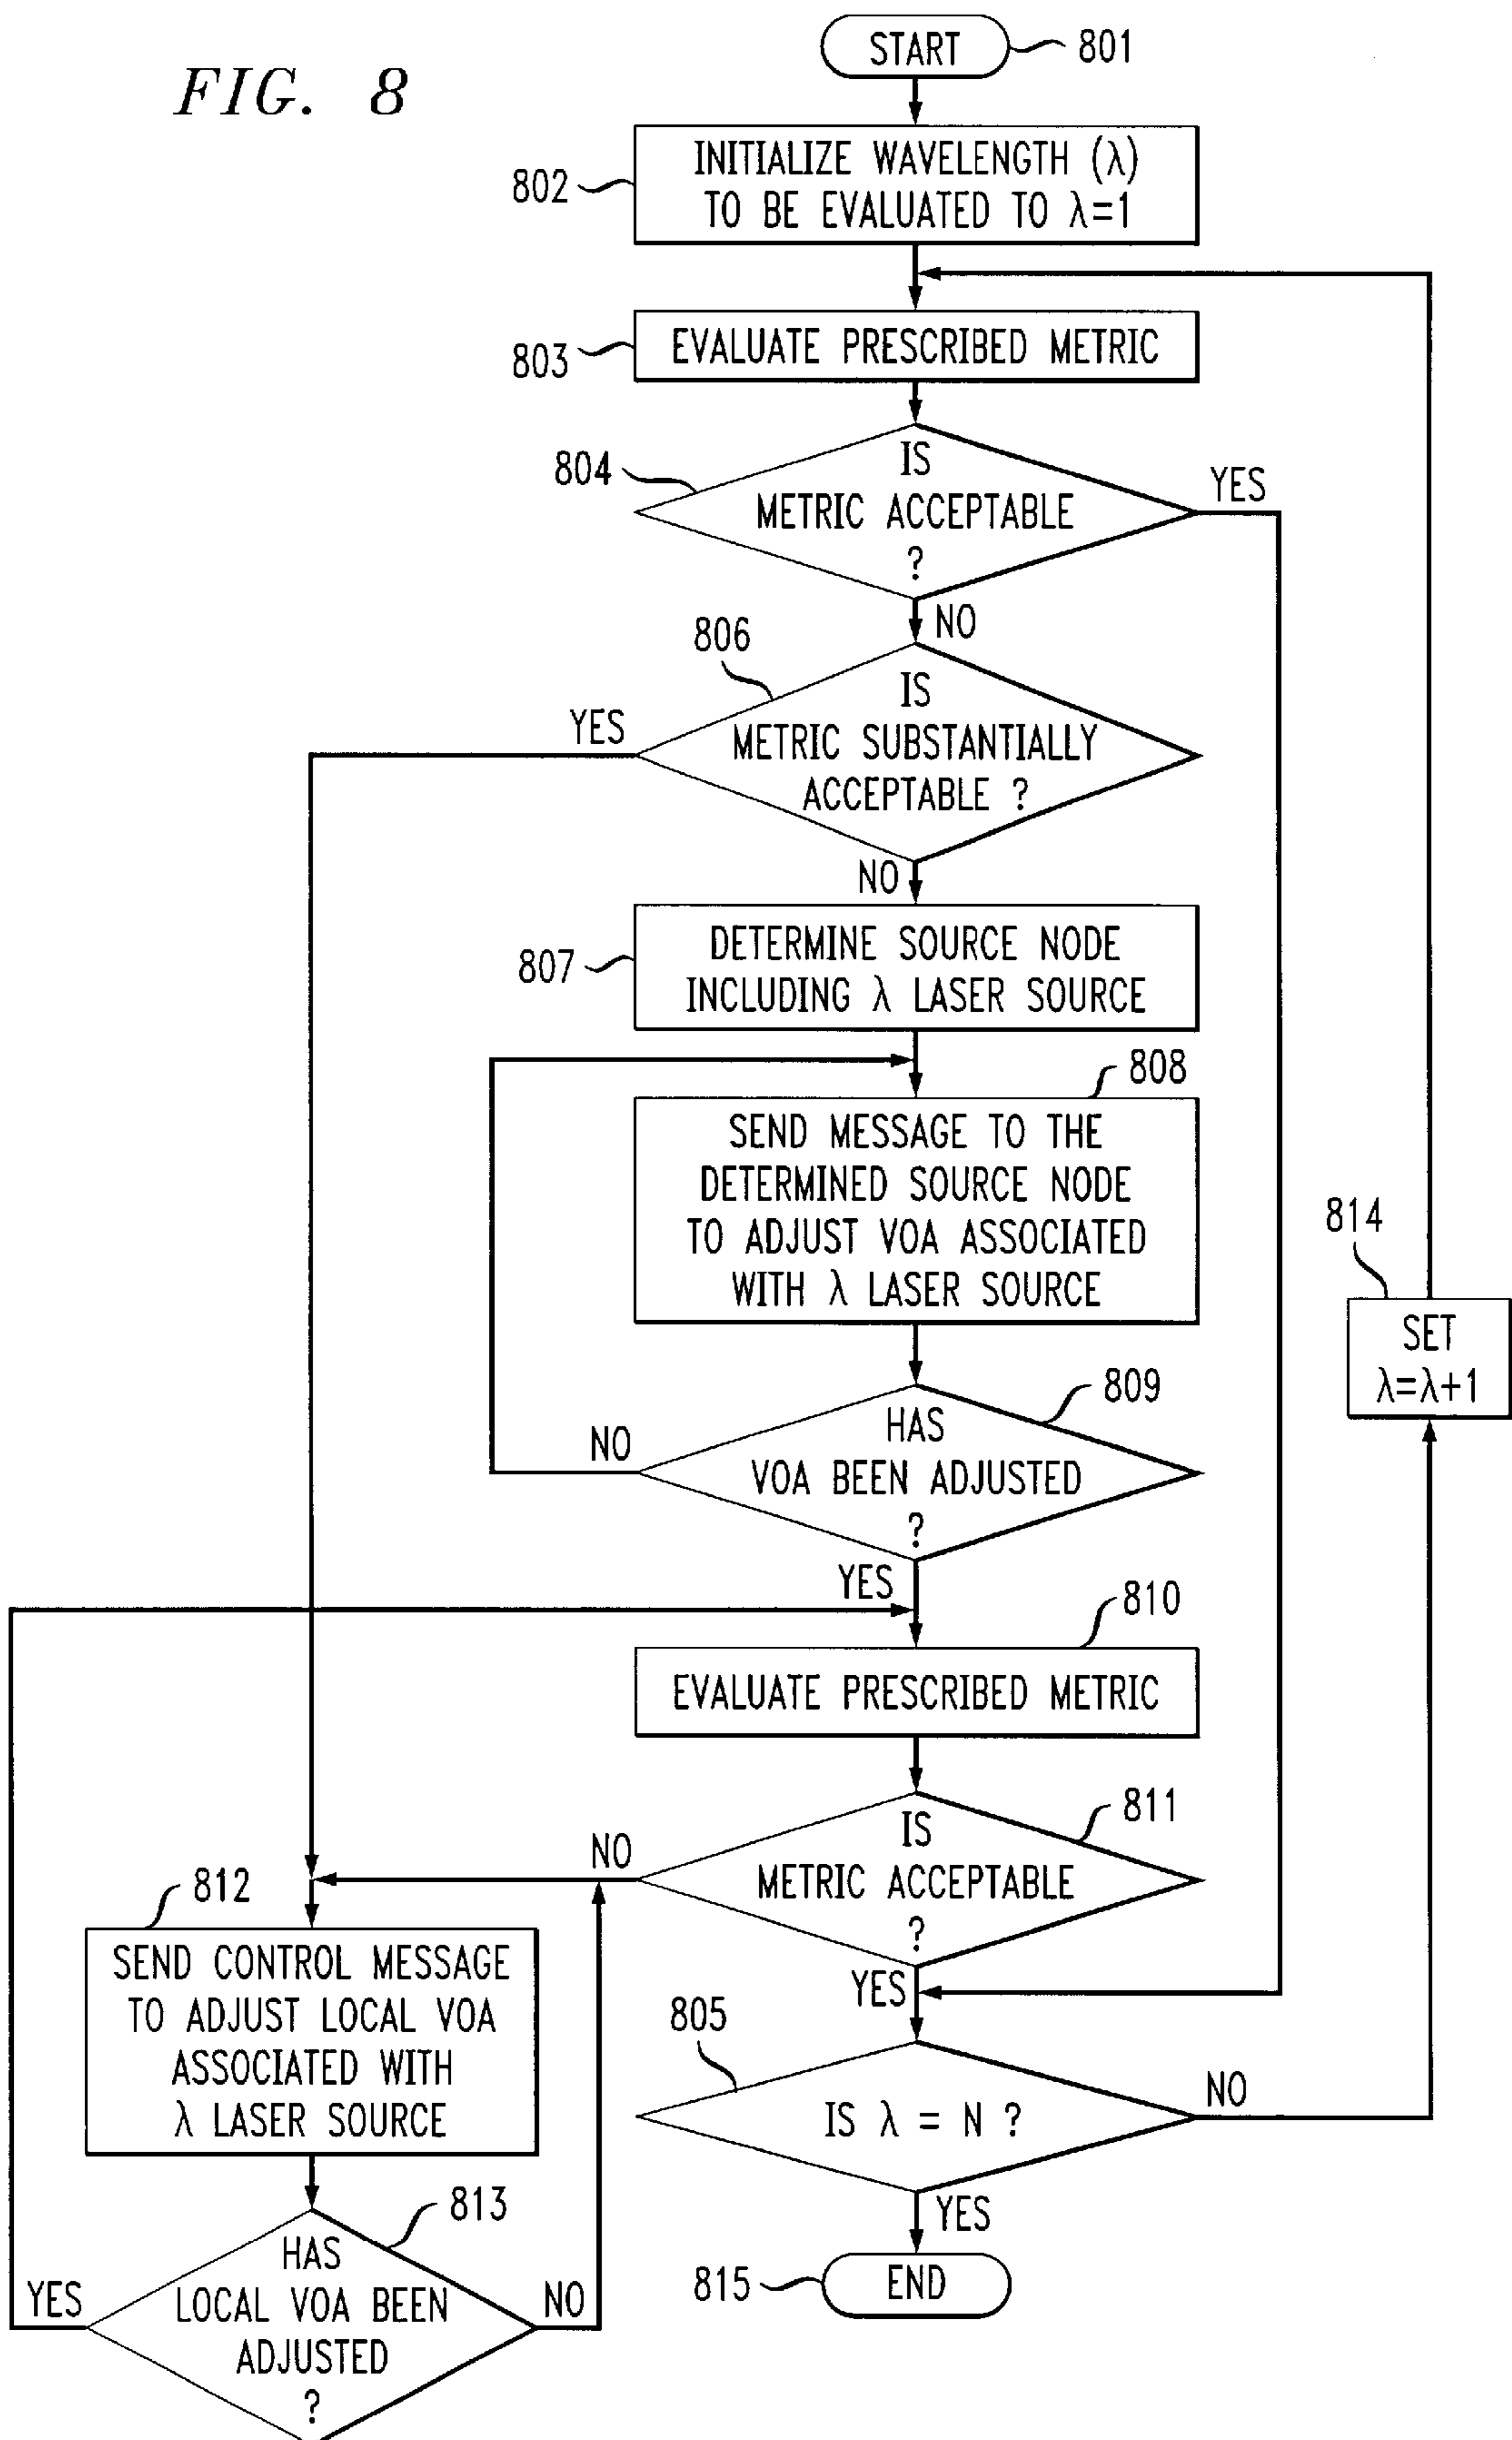 FIG. 8
START
801
802
INITIALIZE WAVELENGTH (λ)
TO BE EVALUATED TO λ=1
803
EVALUATE PRESCRIBED METRIC
804
IS
METRIC ACCEPTABLE
?
YES
NO
806
IS
METRIC SUBSTANTIALLY
ACCEPTABLE ?
YES
NO
807
DETERMINE SOURCE NODE
INCLUDING λ LASER SOURCE
808
SEND MESSAGE TO THE
DETERMINED SOURCE NODE
TO ADJUST VOA ASSOCIATED
WITH λ LASER SOURCE
814
SET
λ=λ+1
809
HAS
VOA BEEN ADJUSTED
?
NO
YES
810
EVALUATE PRESCRIBED METRIC
811
IS
METRIC ACCEPTABLE
?
NO
YES
812
SEND CONTROL MESSAGE
TO ADJUST LOCAL VOA
ASSOCIATED WITH
λ LASER SOURCE
805
IS λ = N ?
NO
YES
813
HAS
LOCAL VOA BEEN
ADJUSTED
?
YES
NO
815
END